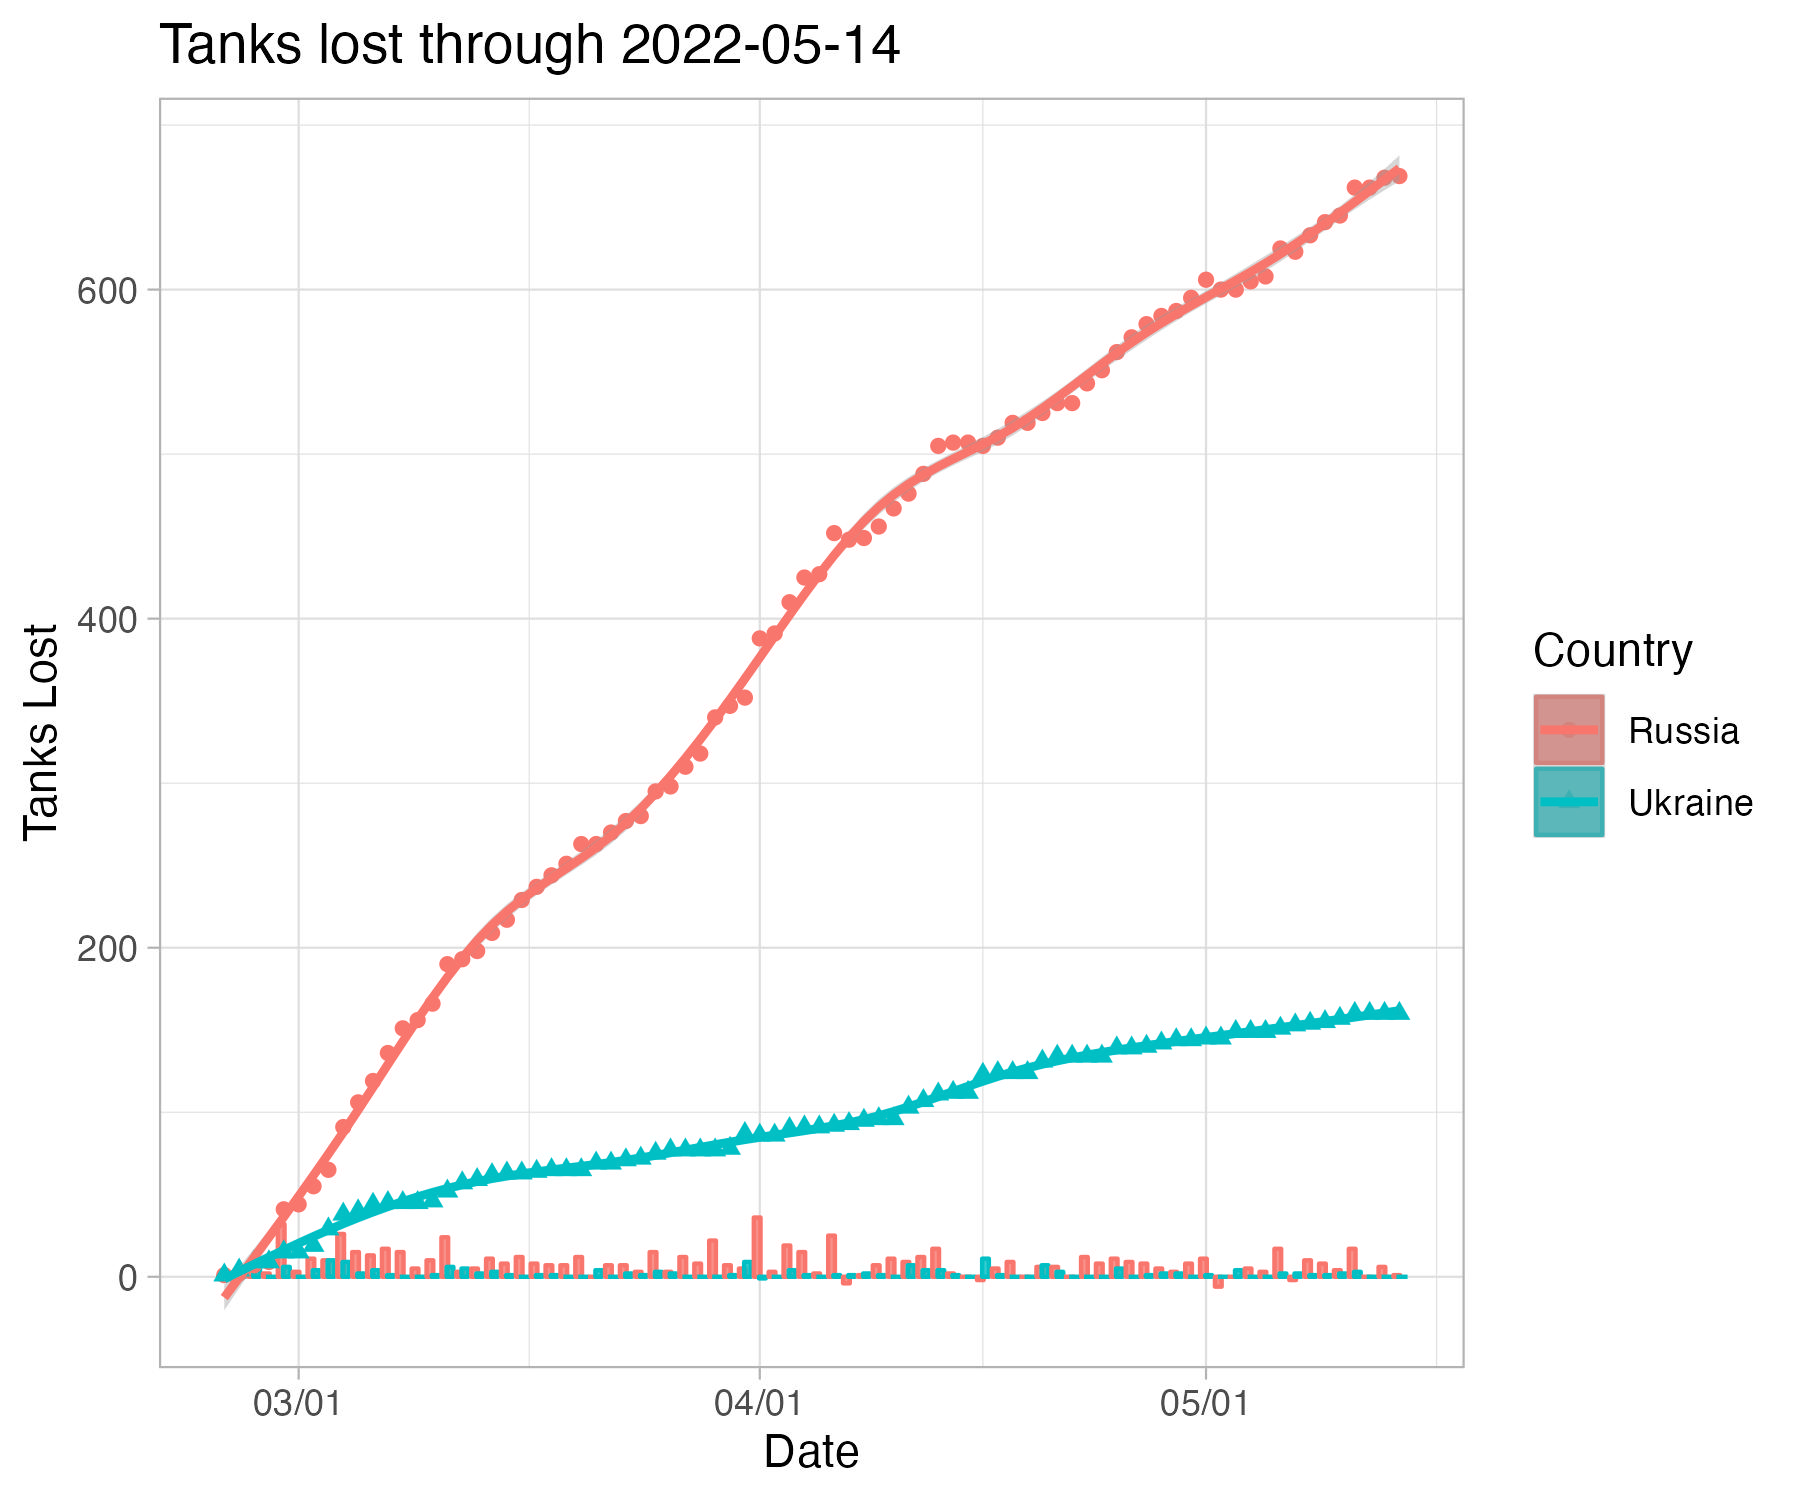 Tanks lost through 2022-05-14
600
400
200
0
Tanks Lost
03/01
04/01
05/01
Date
Country
Russia
Ukraine